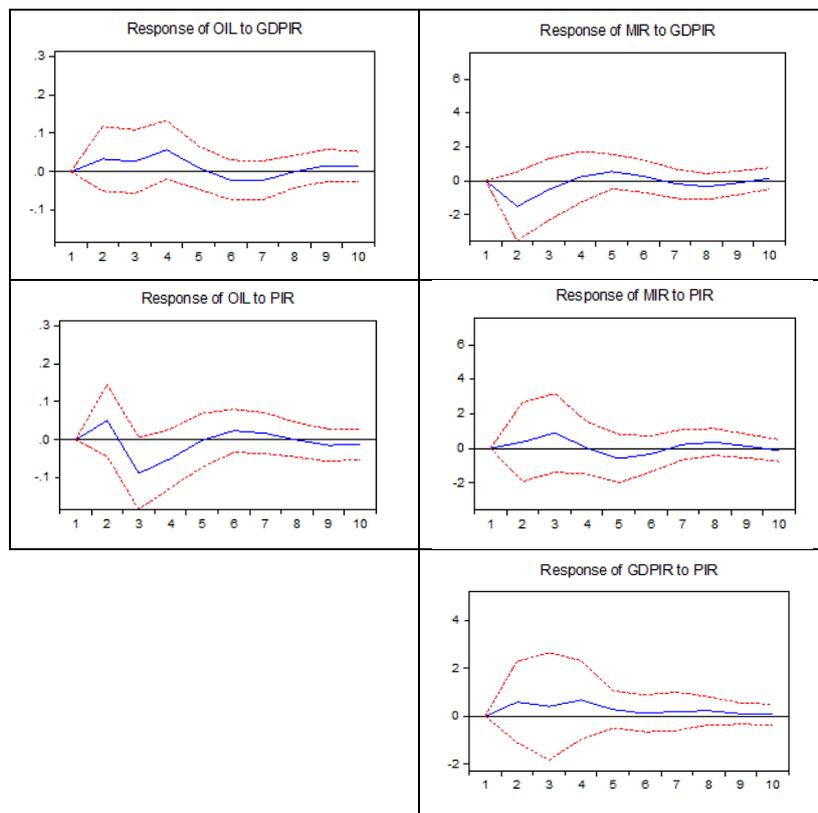 Response of OIL to GDPIR
.3
.2
.1
.0
-.1
1 2 3 4 5 6 7 8 9 10
Response of MIR to GDPIR
6
4
2
0
-2
1 2 3 4 5 6 7 8 9 10
Response of OIL to PIR
.3
.2
.1
.0
-.1
1 2 3 4 5 6 7 8 9 10
Response of MIR to PIR
6
4
2
0
-2
1 2 3 4 5 6 7 8 9 10
Response of GDPIR to PIR
4
2
0
-2
1 2 3 4 5 6 7 8 9 10